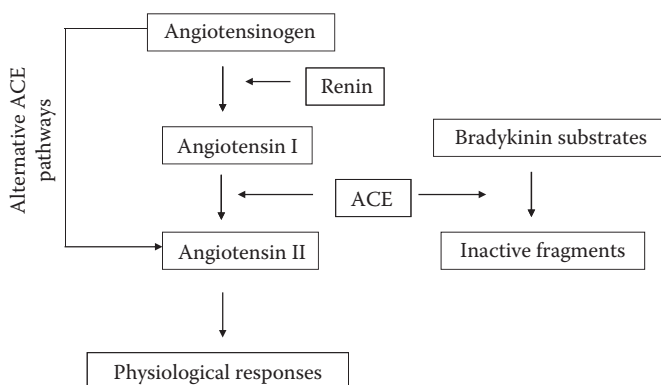 Angiotensinogen
Alternative ACE
pathways
Renin
Angiotensin I
Bradykinin substrates
ACE
Angiotensin II
Inactive fragments
Physiological responses